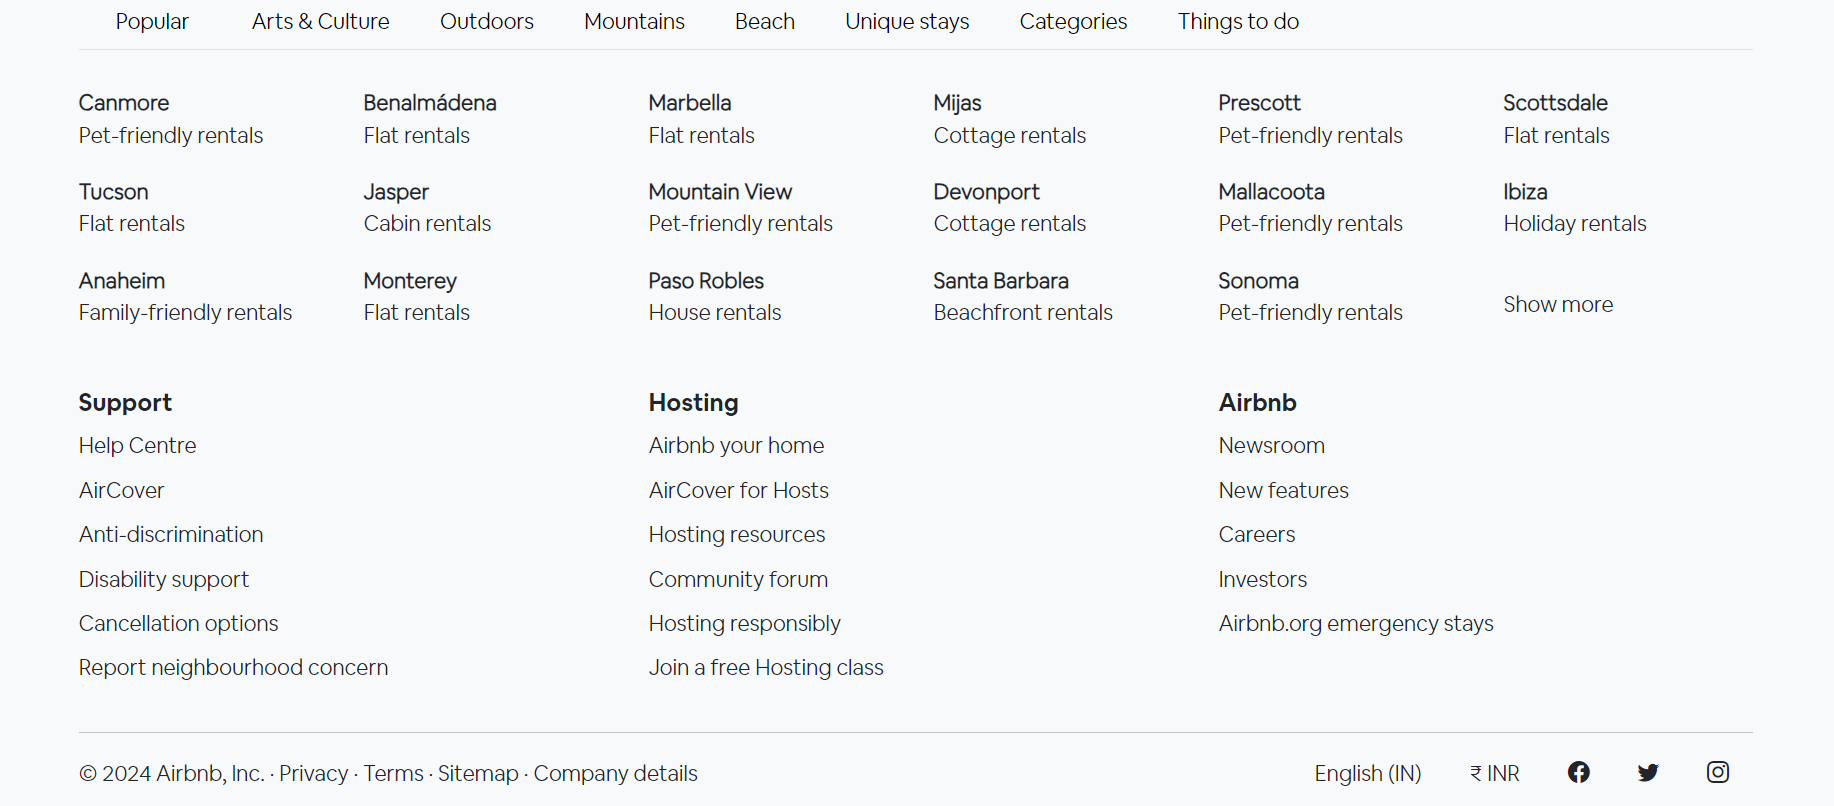 Popular Arts & Culture Outdoors Mountains Beach Unique stays Categories Things to do
Canmore Benalmádena Marbella Mijas Prescott Scottsdale
Pet-friendly rentals Flat rentals Flat rentals Cottage rentals Pet-friendly rentals Flat rentals
Tucson Jasper Mountain View Devonport Mallacoota Ibiza
Flat rentals Cabin rentals Pet-friendly rentals Cottage rentals Pet-friendly rentals Holiday rentals
Anaheim Monterey Paso Robles Santa Barbara Sonoma
Family-friendly rentals Flat rentals House rentals Beachfront rentals Pet-friendly rentals
Show more
Support
Help Centre
AirCover
Anti-discrimination
Disability support
Cancellation options
Report neighbourhood concern
Hosting
Airbnb your home
AirCover for Hosts
Hosting resources
Community forum
Hosting responsibly
Join a free Hosting class
Airbnb
Newsroom
New features
Careers
Investors
Airbnb.org emergency stays
© 2024 Airbnb, Inc. · Privacy · Terms · Sitemap · Company details English (IN) ₹ INR